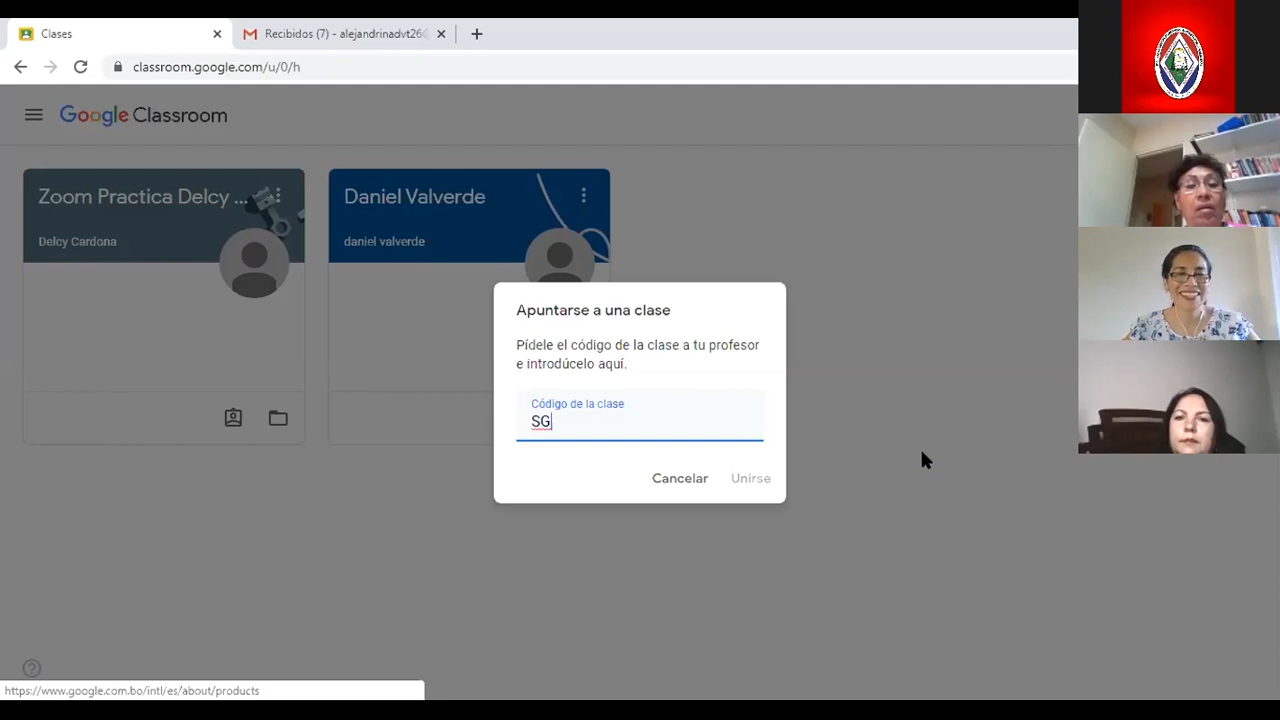 Clases
Recibidos (7) - alejandrinadvt26@
classroom.google.com/u/0/h
Google Classroom
Zoom Practica Delcy ...
Delcy Cardona
Daniel Valverde
daniel valverde
Apuntarse a una clase
Pídele el código de la clase a tu profesor
e introdúcelo aquí.
Código de la clase
SG
Cancelar
Unirse
https://www.google.com.bo/intl/es/about/products